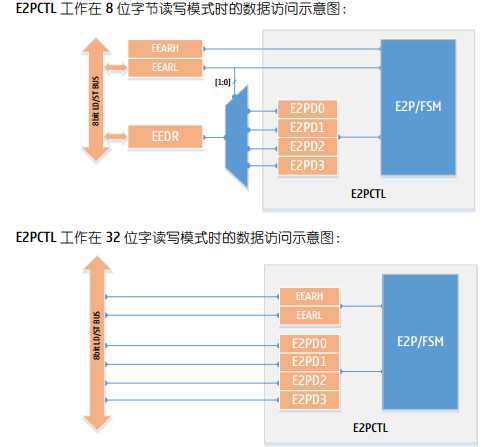 E2PCTL 工作在 8 位字节读写模式时的数据访问示意图：
EEARH
EEARL
[1:0]
8bit LD/ST BUS
EEDR
E2PD0
E2PD1
E2PD2
E2PD3
E2P/FSM
E2PCTL
E2PCTL 工作在 32 位字读写模式时的数据访问示意图：
8bit LD/ST BUS
EEARH
EEARL
E2PD0
E2PD1
E2PD2
E2PD3
E2P/FSM
E2PCTL